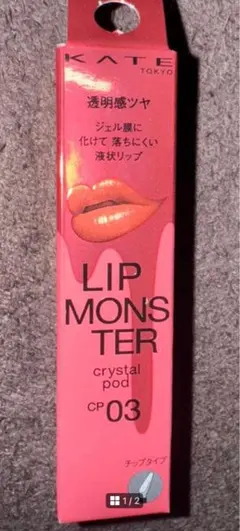 KATE
TOKYO
透明感ツヤ
ジェル膜に
化けて 落ちにくい
液状リップ
LIP
MONS
TER
crystal
pod
CP 03
チップタイプ
1/2